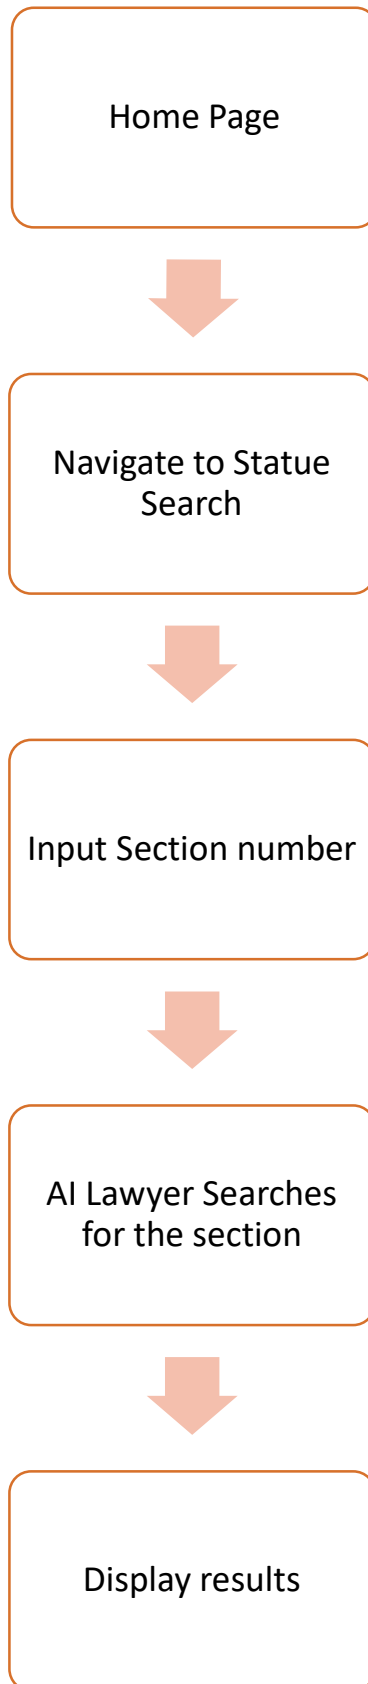 Home Page
Navigate to Statue
Search
Input Section number
AI Lawyer Searches
for the section
Display results